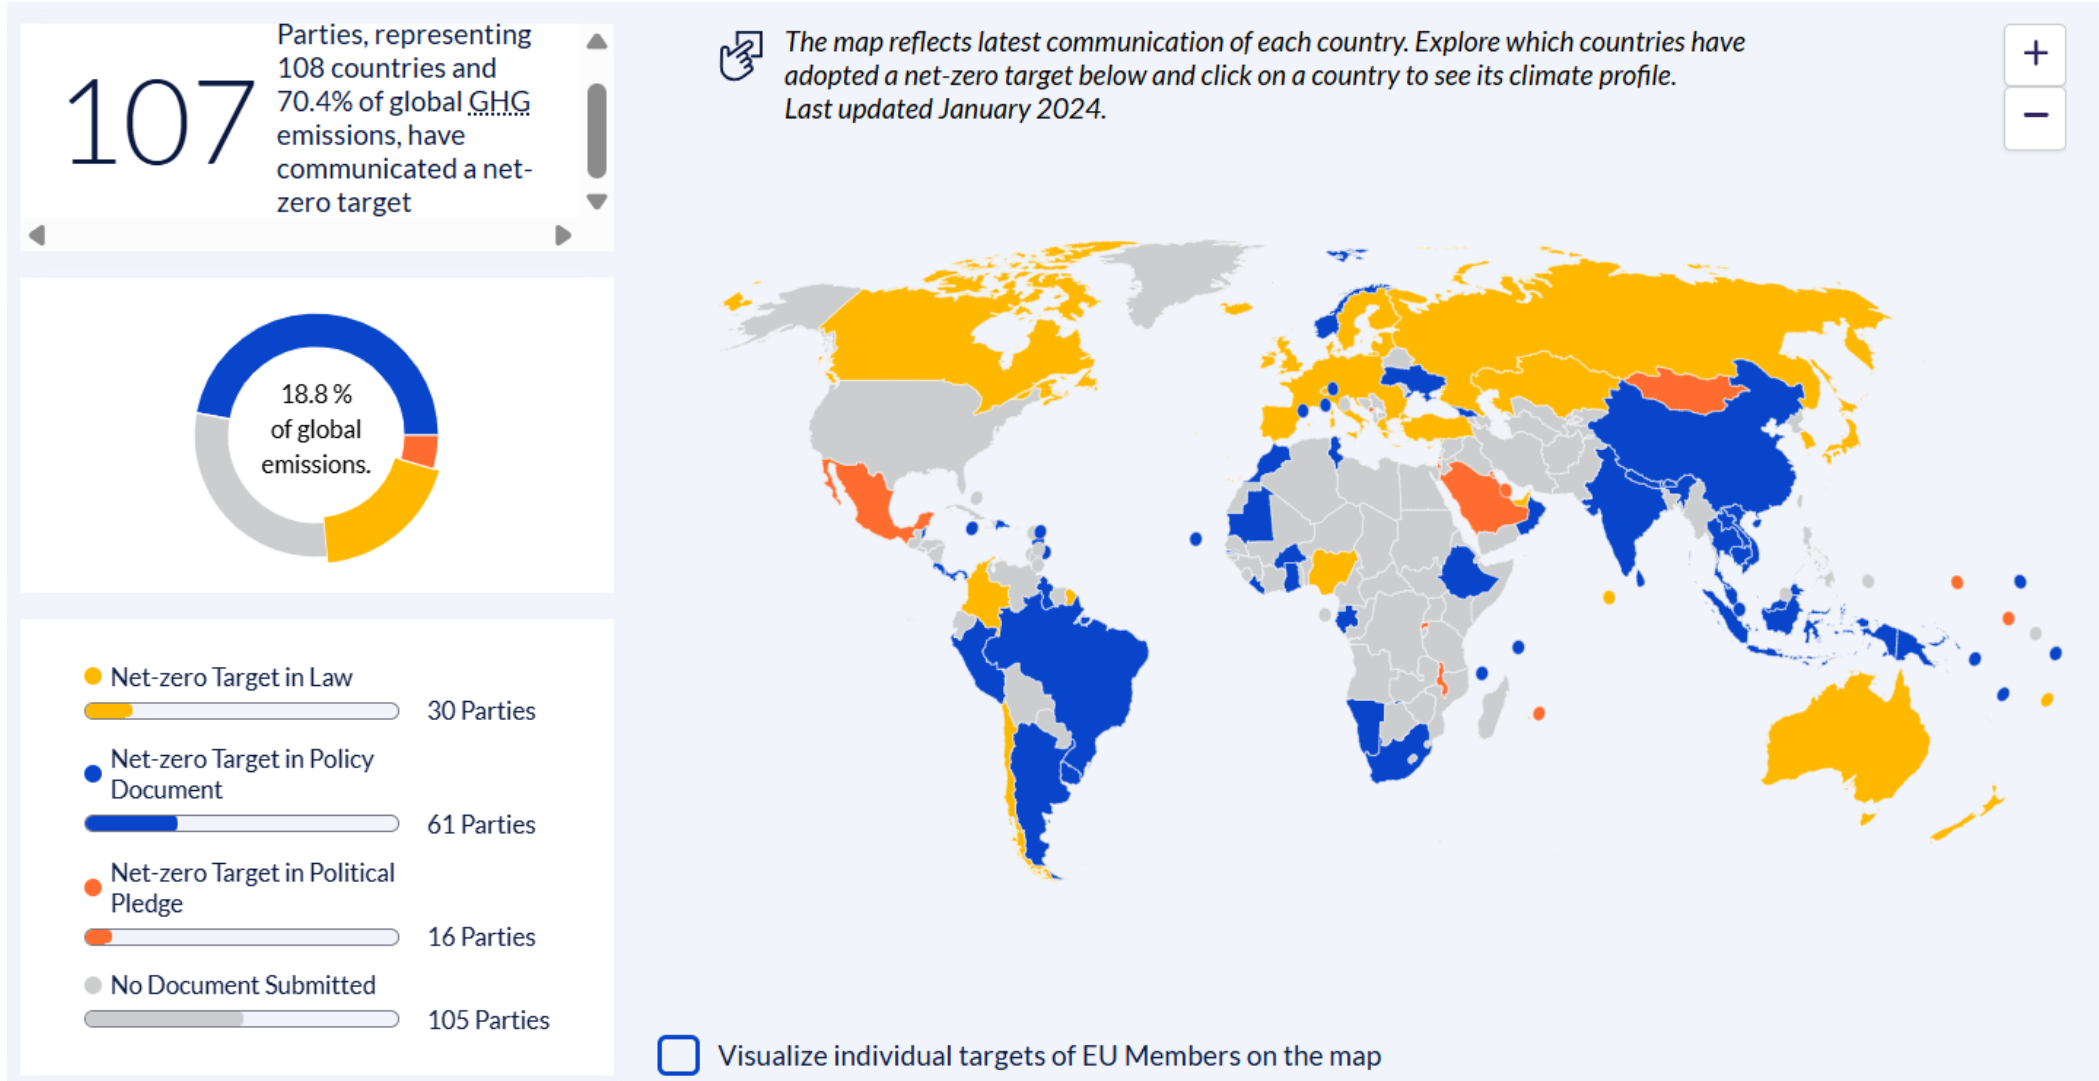 107
Parties, representing
108 countries and
70.4% of global GHG
emissions, have
communicated a net-
zero target
The map reflects latest communication of each country. Explore which countries have
adopted a net-zero target below and click on a country to see its climate profile.
Last updated January 2024.
+
−
18.8 %
of global
emissions.
Net-zero Target in Law
30 Parties
Net-zero Target in Policy
Document
61 Parties
Net-zero Target in Political
Pledge
16 Parties
No Document Submitted
105 Parties
Visualize individual targets of EU Members on the map